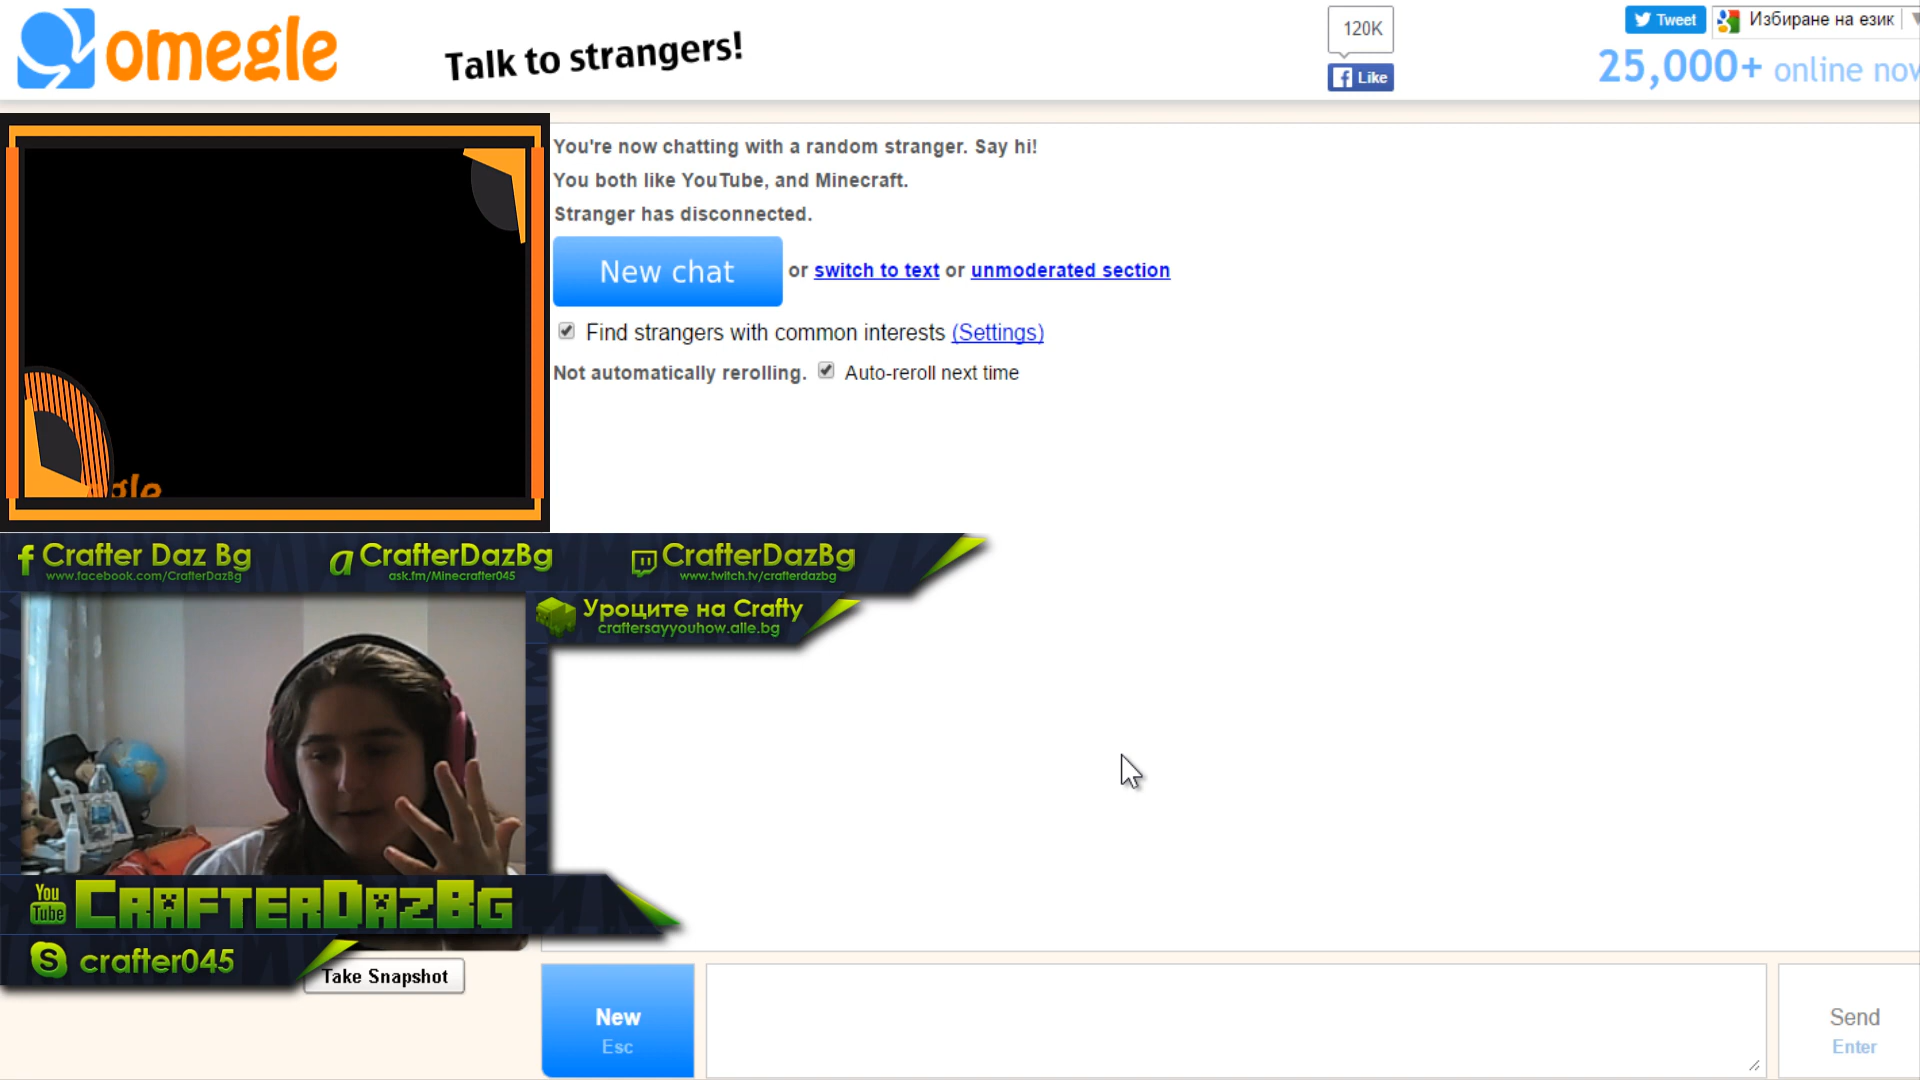 omegle
Talk to strangers!
120K
Like
Tweet
Избиране на език
25,000+ online now
You're now chatting with a random stranger. Say hi!
You both like YouTube, and Minecraft.
Stranger has disconnected.
New chat or switch to text or unmoderated section
Find strangers with common interests (Settings)
Not automatically rerolling. Auto-reroll next time
gle
Crafter Daz Bg
www.facebook.com/CrafterDazBg
CrafterDazBg
ask.fm/Minecrafter045
CrafterDazBg
www.twitch.tv/crafterdazbg
Уроците на Crafty
craftersayyouhow.alle.bg
You Tube CRAFTERDAZBG
crafter045
Take Snapshot
New
Esc
Send
Enter